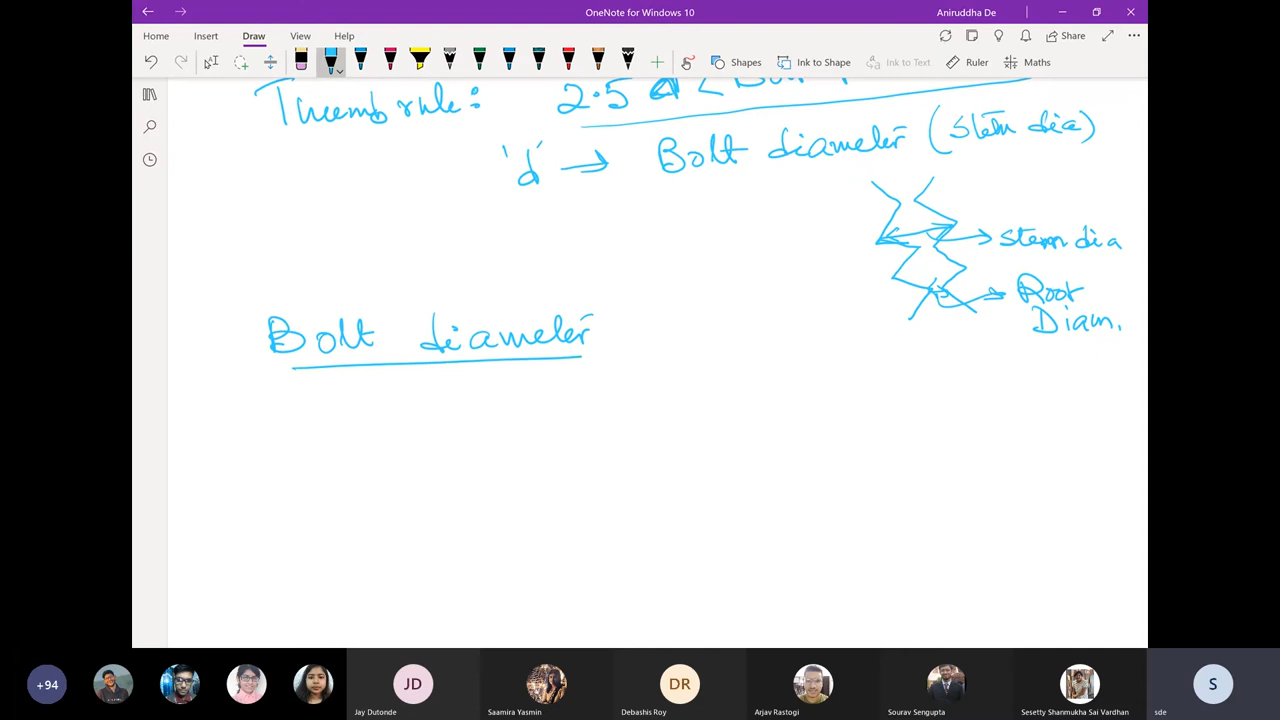 OneNote for Windows 10
Aniruddha De
Home Insert Draw View Help
Share
Shapes Ink to Shape Ink to Text Ruler Maths
Thumb rule: 2.5 d <
'd' → Bolt diameter (stem dia)
Stem dia
Root
Diam.
Bolt diameter
+94
JD
DR
S
Jay Dutonde Saamira Yasmin Debashis Roy Arjav Rastogi Sourav Sengupta Sesetty Shanmukha Sai Vardhan sde